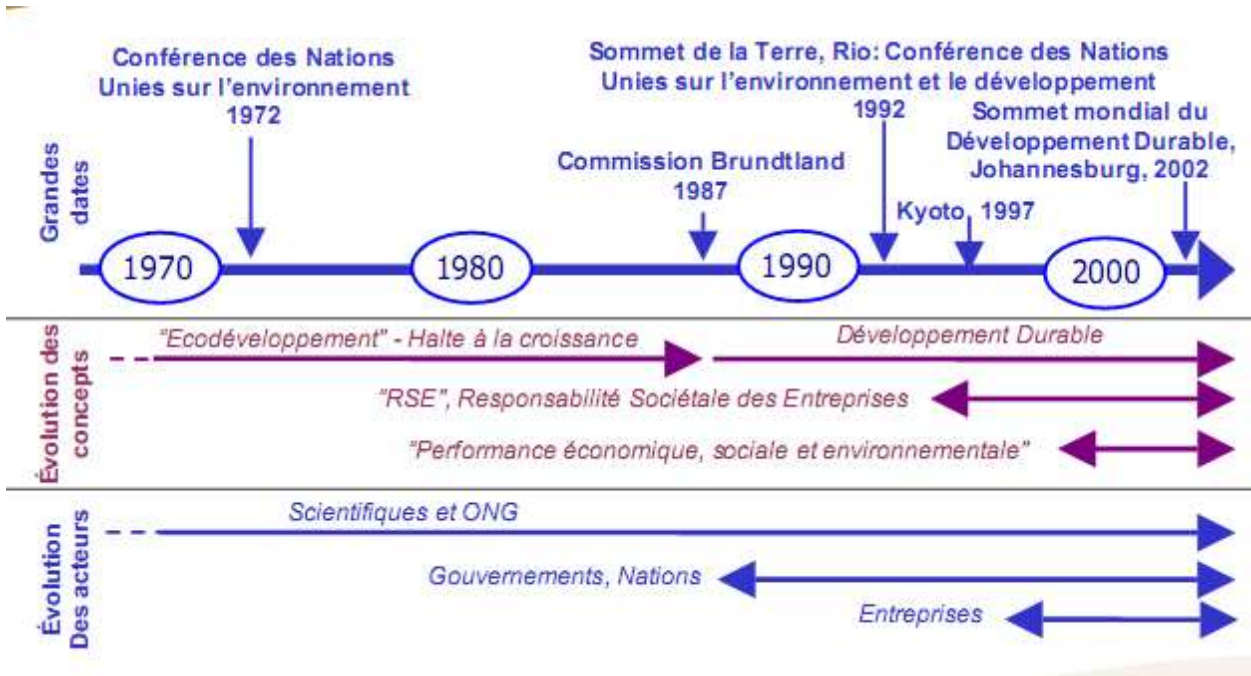 Conférence des Nations
Unies sur l'environnement
1972
Sommet de la Terre, Rio: Conférence des Nations
Unies sur l'environnement et le développement
1992
Sommet mondial du
Développement Durable,
Johannesburg, 2002
Commission Brundtland
1987
Kyoto, 1997
Grandes
dates
1970
1980
1990
2000
Évolution des
concepts
"Ecodéveloppement" - Halte à la croissance
Développement Durable
"RSE", Responsabilité Sociétale des Entreprises
"Performance économique, sociale et environnementale"
Évolution
Des acteurs
Scientifiques et ONG
Gouvernements, Nations
Entreprises